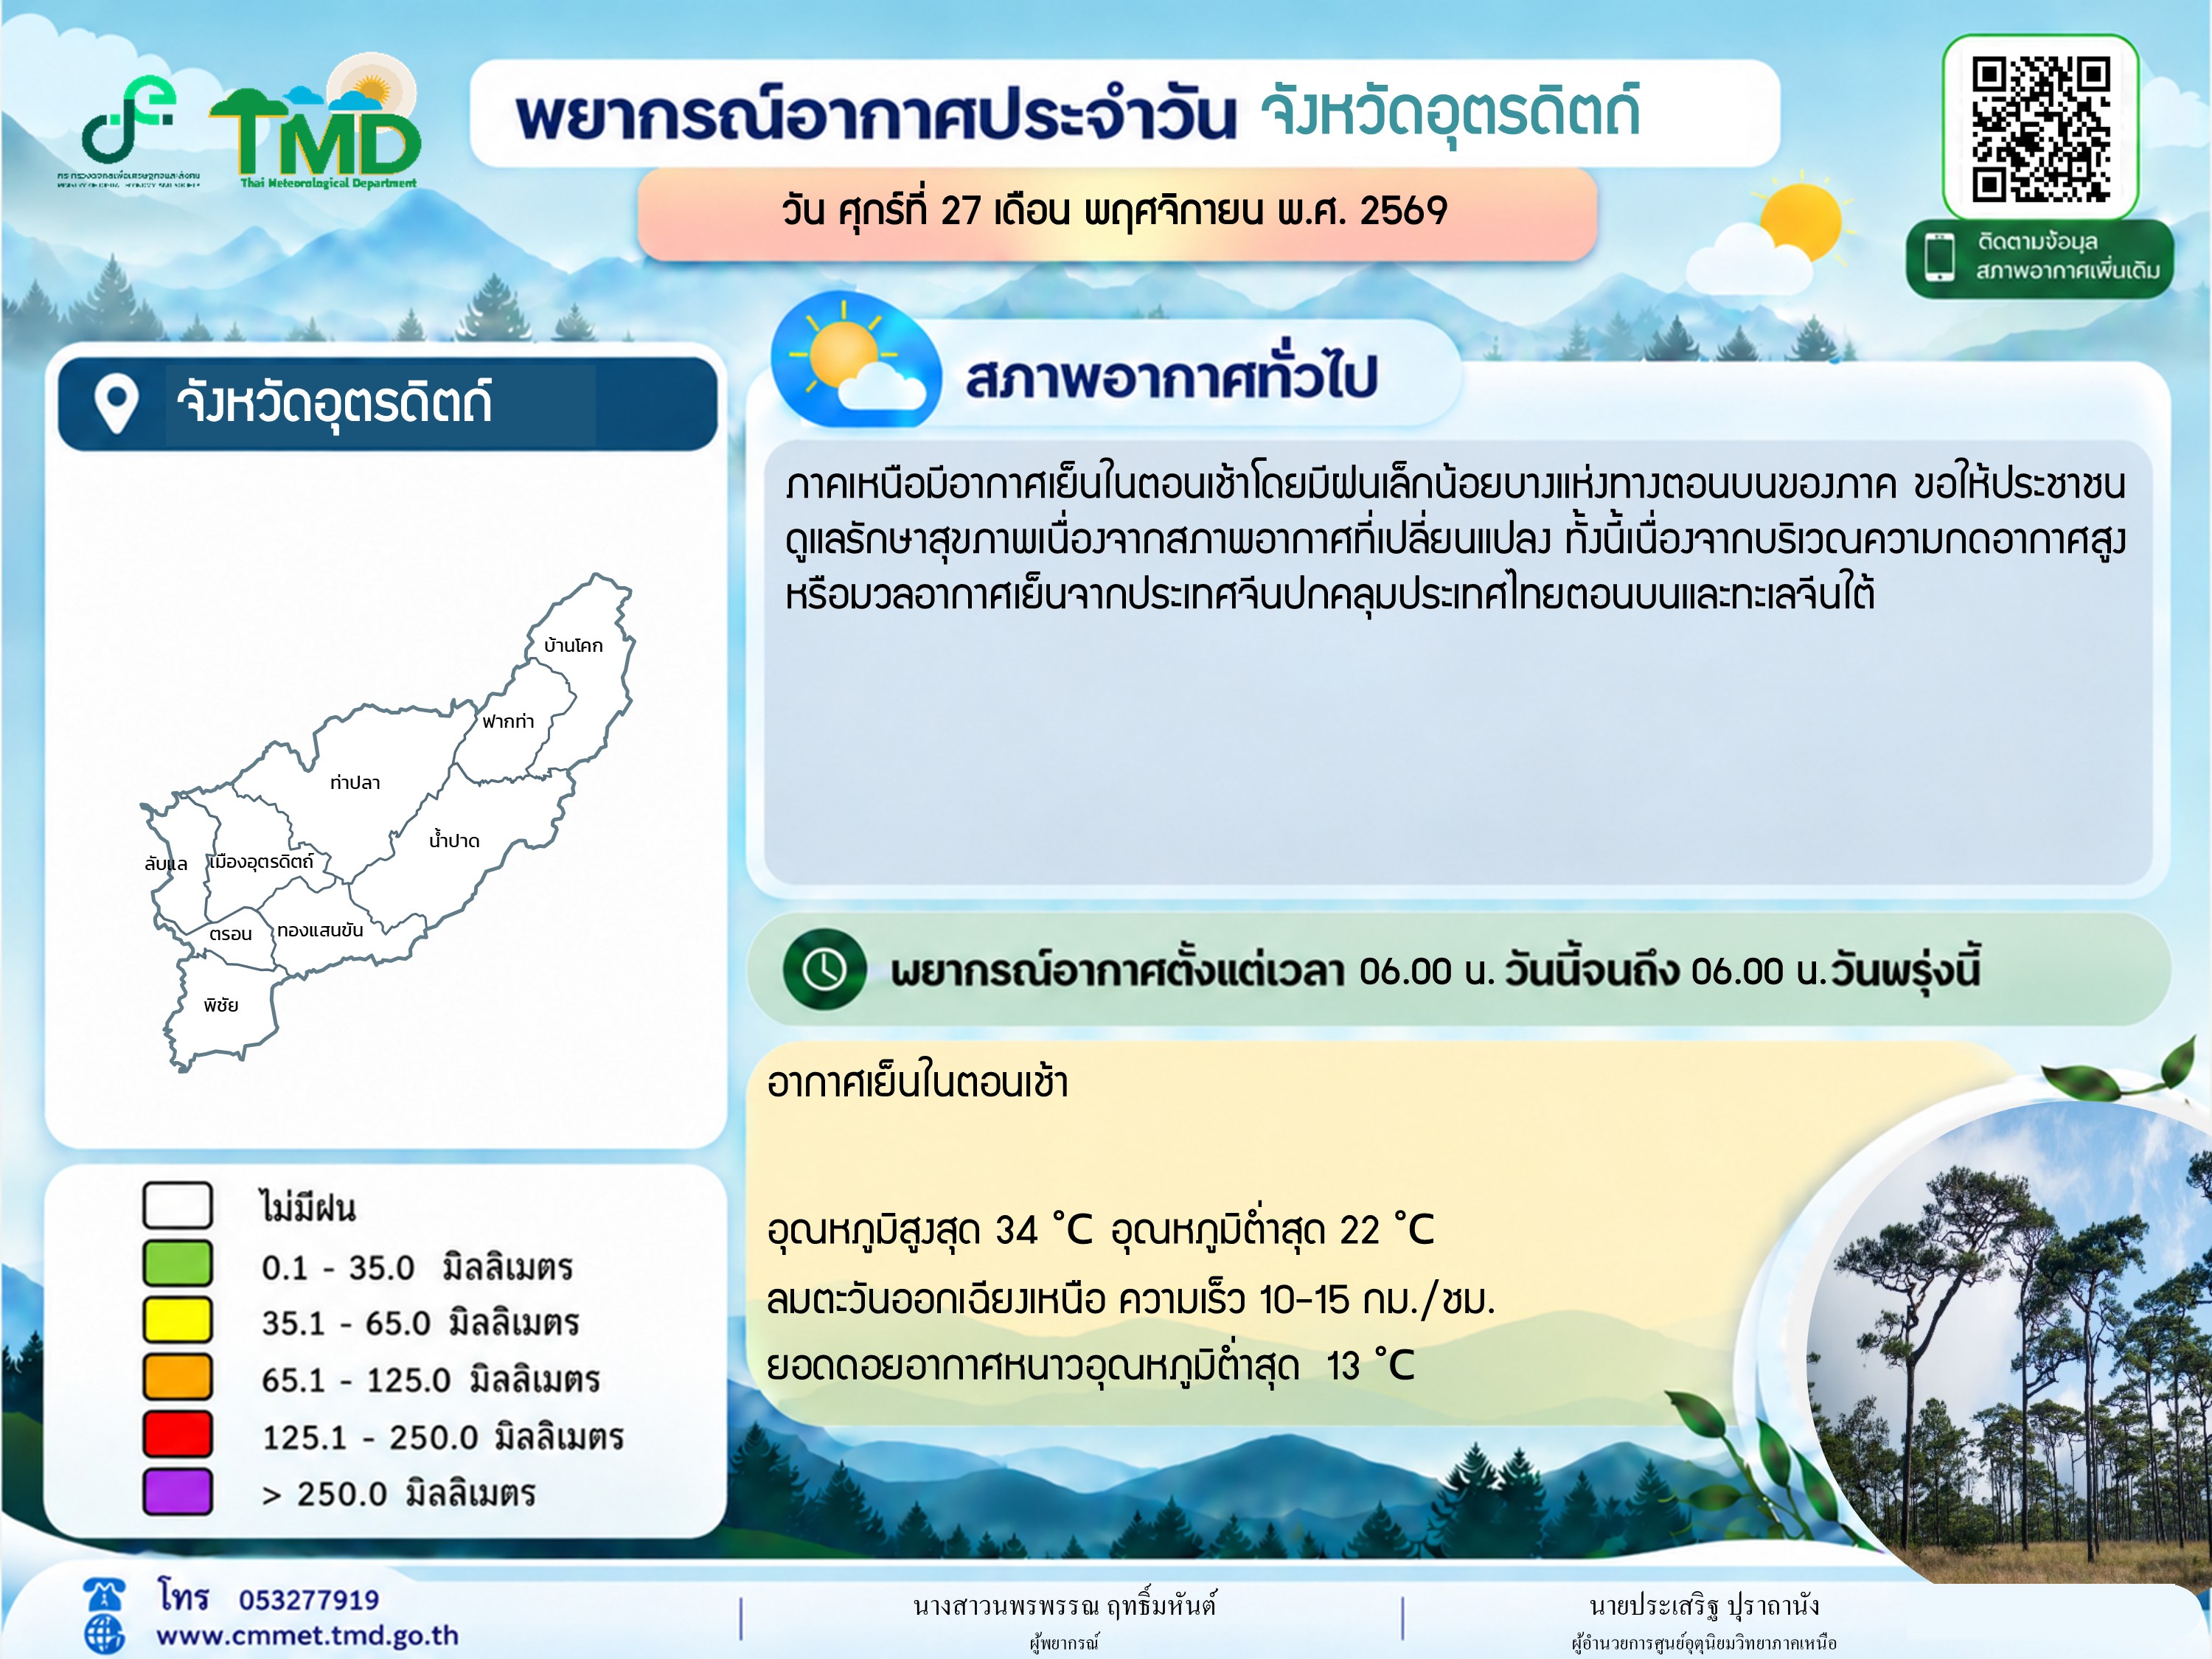 TMD
Thai Meteorological Department
พยากรณ์อากาศประจำวัน จังหวัดอุตรดิตถ์
วัน ศุกร์ที่ 27 เดือน พฤศจิกายน พ.ศ. 2569
ติดตามข้อมูล
สภาพอากาศเพิ่มเติม
จังหวัดอุตรดิตถ์
บ้านโคก
ฟากท่า
ท่าปลา
น้ำปาด
ลับแล
เมืองอุตรดิตถ์
ตรอน
ทองแสนขัน
พิชัย
ไม่มีฝน
0.1 - 35.0 มิลลิเมตร
35.1 - 65.0 มิลลิเมตร
65.1 - 125.0 มิลลิเมตร
125.1 - 250.0 มิลลิเมตร
> 250.0 มิลลิเมตร
สภาพอากาศทั่วไป
ภาคเหนือมีอากาศเย็นในตอนเช้าโดยมีฝนเล็กน้อยบางแห่งทางตอนบนของภาค ขอให้ประชาชน
ดูแลรักษาสุขภาพเนื่องจากสภาพอากาศที่เปลี่ยนแปลง ทั้งนี้เนื่องจากบริเวณความกดอากาศสูง
หรือมวลอากาศเย็นจากประเทศจีนปกคลุมประเทศไทยตอนบนและทะเลจีนใต้
พยากรณ์อากาศตั้งแต่เวลา 06.00 น. วันนี้จนถึง 06.00 น. วันพรุ่งนี้
อากาศเย็นในตอนเช้า
อุณหภูมิสูงสุด 34 °C อุณหภูมิต่ำสุด 22 °C
ลมตะวันออกเฉียงเหนือ ความเร็ว 10-15 กม./ชม.
ยอดดอยอากาศหนาวอุณหภูมิต่ำสุด 13 °C
โทร 053277919
www.cmmet.tmd.go.th
นางสาวนพรพรรณ ฤทธิ์มหันต์
ผู้พยากรณ์
นายประเสริฐ ปุราถานัง
ผู้อำนวยการศูนย์อุตุนิยมวิทยาภาคเหนือ